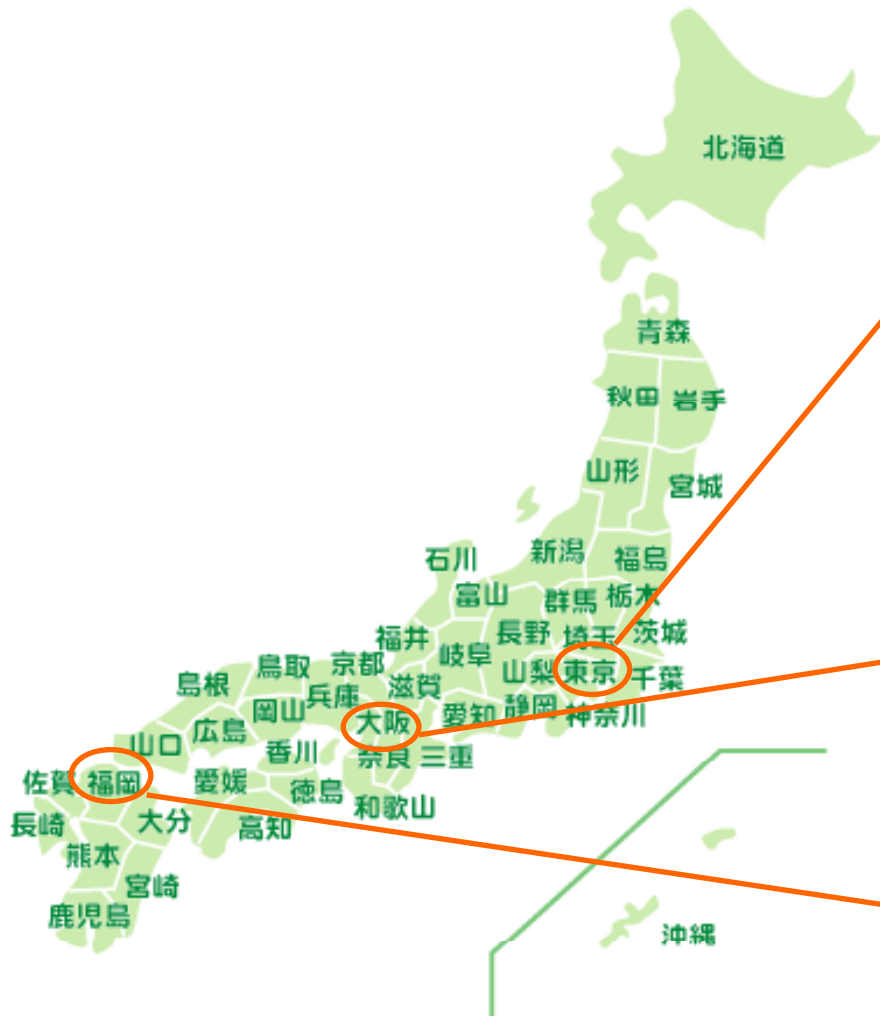 北海道
青森
秋田
岩手
山形
宮城
新潟
福島
石川
富山
群馬
栃木
長野
埼玉
茨城
福井
岐阜
山梨
東京
千葉
鳥取
京都
滋賀
島根
兵庫
岡山
大阪
愛知
静岡
神奈川
広島
山口
香川
奈良
三重
佐賀
福岡
愛媛
徳島
和歌山
長崎
大分
高知
熊本
宮崎
鹿児島
沖縄